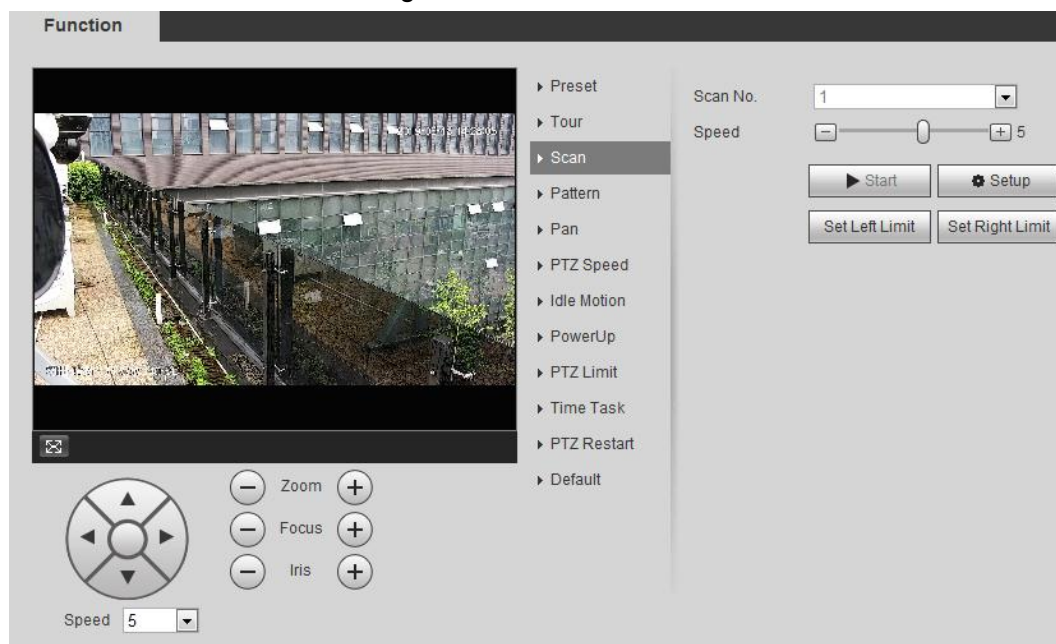 Function
Preset
Tour
Scan
Pattern
Pan
PTZ Speed
Idle Motion
PowerUp
PTZ Limit
Time Task
PTZ Restart
Default
Scan No. 1
Speed 5
Start
Setup
Set Left Limit
Set Right Limit
Zoom
Focus
Iris
Speed 5